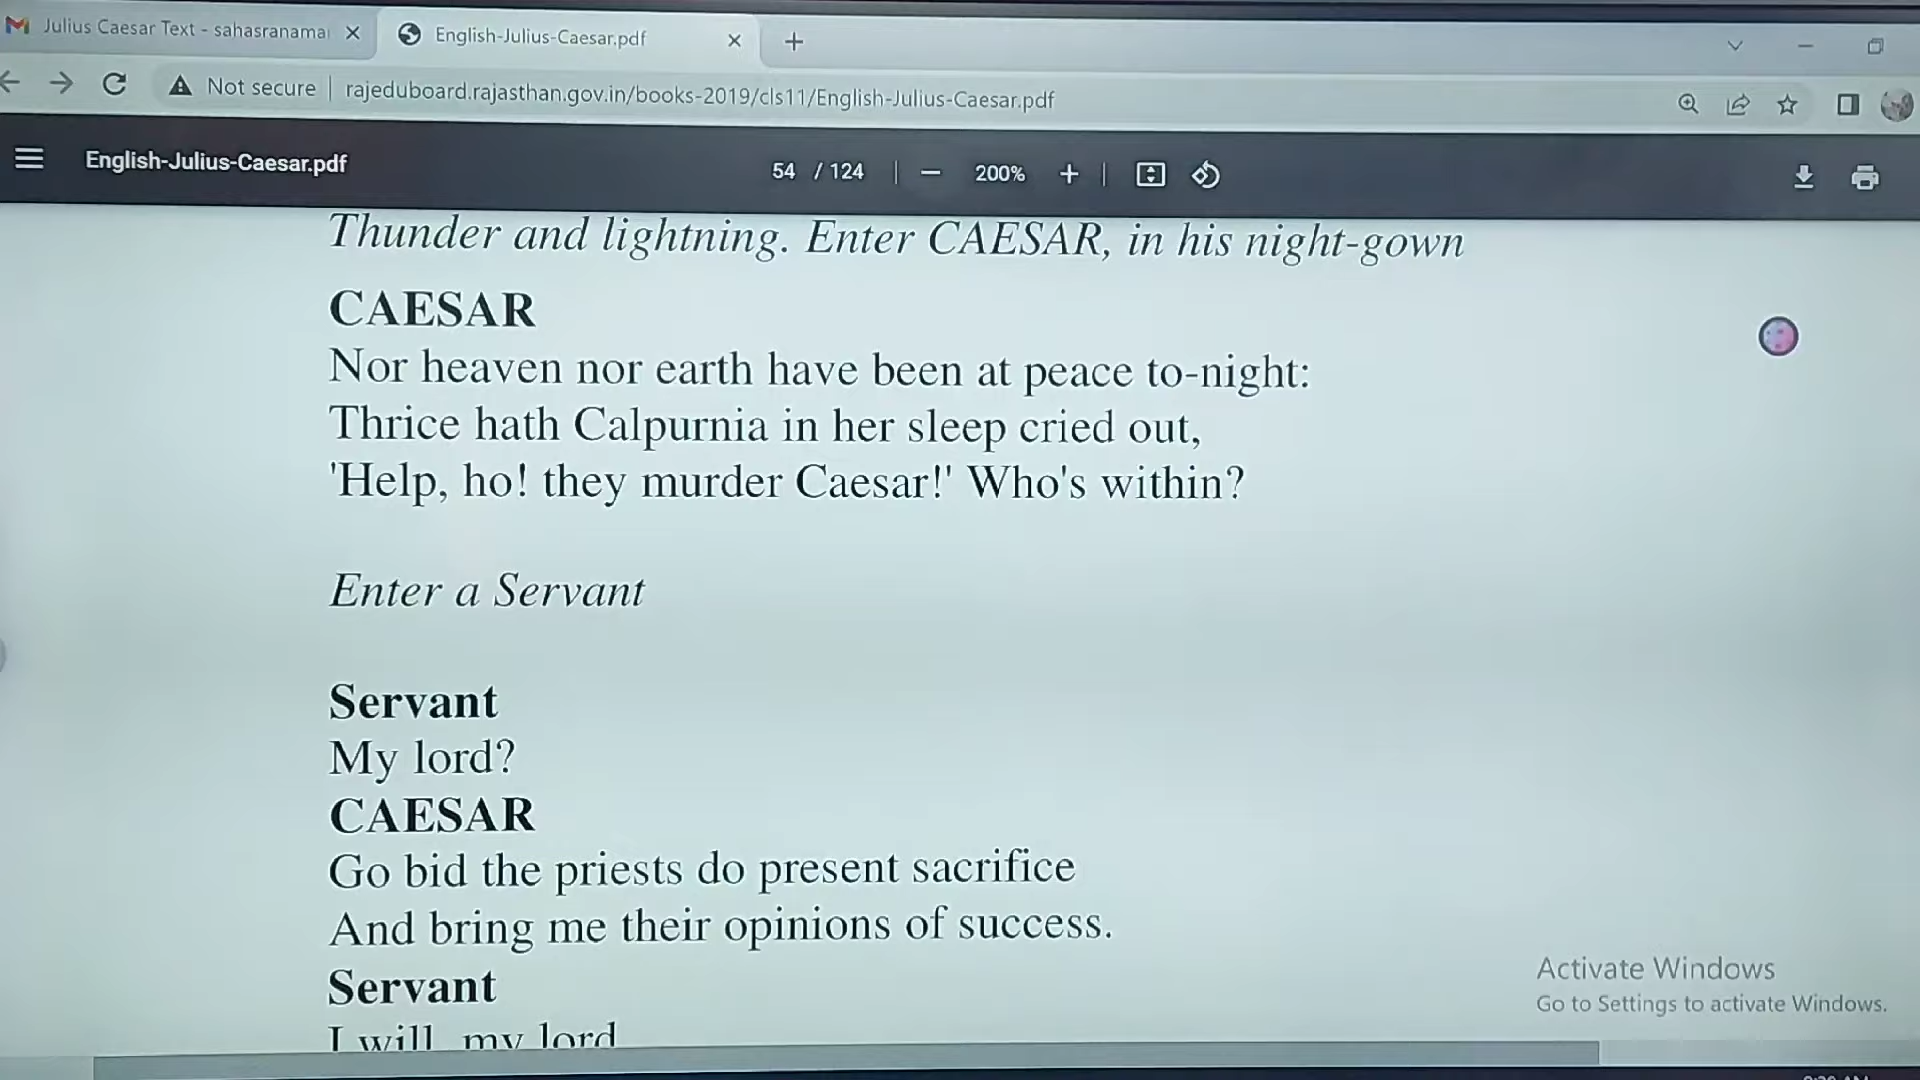 Julius Caesar Text - sahasranamai
English-Julius-Caesar.pdf
Not secure
rajeduboard.rajasthan.gov.in/books-2019/cls11/English-Julius-Caesar.pdf
English-Julius-Caesar.pdf
54 / 124
200%
Thunder and lightning. Enter CAESAR, in his night-gown
CAESAR
Nor heaven nor earth have been at peace to-night:
Thrice hath Calpurnia in her sleep cried out,
'Help, ho! they murder Caesar!' Who's within?
Enter a Servant
Servant
My lord?
CAESAR
Go bid the priests do present sacrifice
And bring me their opinions of success.
Servant
I will, my lord
Activate Windows
Go to Settings to activate Windows.